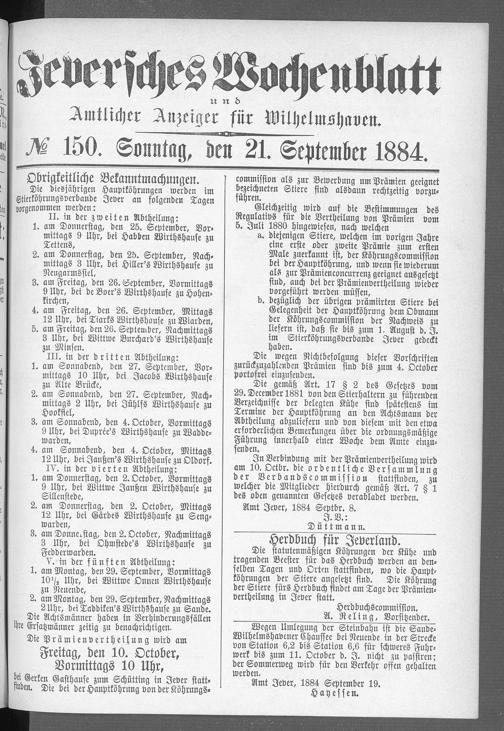 Jeversches Wochenblatt
und
Amtlicher Anzeiger für Wilhelmshaven.
№ 150. Sonntag, den 21. September 1884.
Obrigkeitliche Bekanntmachungen.
Die diesjährigen Hauptköhrungen werden im
Stierköhrungsverbande Jever an folgenden Tagen
vorgenommen werden:
II. in der zweiten Abtheilung:
1. am Donnerstag, den 25. September, Vor-
mittags 9 Uhr, bei Habben Wirthshause zu
Tettens,
2. am Donnerstag, den 25. September, Nach-
mittags 3 Uhr, bei Hiller's Wirthshause zu
Neugarmssiel,
3. am Freitag, den 26. September, Vormittags
9 Uhr, bei de Boer's Wirthshause zu Hohen-
kirchen,
4. am Freitag, den 26. September, Mittags
12 Uhr, bei Tiarks Wirthshause zu Wiarden,
5. am Freitag, den 26. September, Nachmittags
3 Uhr, bei Wittwe Burchard's Wirthshause
zu Minsen.
III. in der dritten Abtheilung:
1. am Sonnabend, den 27. September, Vor-
mittags 10 Uhr, bei Jacobs Wirthshause
zu Alte Brücke,
2. am Sonnabend, den 27. September, Nach-
mittags 2 Uhr, bei Jühlfs Wirthshause zu
Hooksiel,
3. am Sonnabend, den 4. October, Vormittags
9 Uhr, bei Duprée's Wirthshause zu Wadde-
warden,
4. am Sonnabend, den 4. October, Mittags
12 Uhr, bei Janßen's Wirthshause zu Oldorf.
IV. in der vierten Abtheilung:
1. am Donnerstag, den 2. October, Vormittags
9 Uhr, bei Wittwe Janßen Wirthshause zu
Sillenstede,
2. am Donnerstag, den 2. October, Mittags
12 Uhr, bei Gärdes Wirthshause zu Seng-
warden,
3. am Donnerstag, den 2. October, Nachmittags
3 Uhr, bei Ohmstede's Wirthshause zu
Fedderwarden.
V. in der fünften Abtheilung:
1. am Montag, den 29. September, Vormittags
10 1/2 Uhr, bei Wittwe Onnen Wirthshause
zu Neuende,
2. am Montag, den 29. September, Nachmittags
2 Uhr, bei Taddiken's Wirthshause zu Sande.
Die Achtsmänner haben in Verhinderungsfällen
ihre Ersatzmänner zeitig zu benachrichtigen.
Die Prämienvertheilung wird am
Freitag, den 10. October,
Vormittags 10 Uhr,
bei Gerken Gasthause zum Schütting in Jever statt-
finden. Die bei der Hauptköhrung von der Köhrungs-
commission als zur Bewerbung um Prämien geeignet
bezeichneten Stiere sind alsdann rechtzeitig vorzu-
führen.
Gleichzeitig wird auf die Bestimmungen des
Regulativs für die Vertheilung von Prämien vom
5. Juli 1880 hingewiesen, nach welchen
a. diejenigen Stiere, welchen im vorigen Jahre
eine erste oder zweite Prämie zum ersten
Male zuerkannt ist, der Köhrungscommission
bei der Hauptköhrung, und wenn sie wiederum
als zur Prämienconcurrenz geeignet ausgesetzt
sind, auch bei der Prämienvertheilung wieder
vorgeführt werden müssen,
b. bezüglich der übrigen prämiirten Stiere bei
Gelegenheit der Hauptköhrung dem Obmann
der Köhrungscommission der Nachweis zu
liefern ist, daß sie bis zum 1. August d. J.
im Stierköhrungsverbande Jever gedeckt
haben.
Die wegen Nichtbefolgung dieser Vorschriften
zurückzuzahlenden Prämien sind bis zum 4. October
portofrei einzusenden.
Die gemäß Art. 17 § 2 des Gesetzes vom
29. December 1881 von den Stierhaltern zu führenden
Verzeichnisse der belegten Kühe sind spätestens im
Termine der Hauptköhrung an den Achtsmann der
Abtheilung abzuliefern und von diesem mit den etwa
erforderlichen Bemerkungen über die ordnungsmäßige
Führung innerhalb einer Woche dem Amte einzu-
senden.
In Verbindung mit der Prämienvertheilung wird
am 10. Octbr. die ordentliche Versammlung
der Verbandscommission stattfinden, zu
welcher die Mitglieder hierdurch gemäß Art. 7 § 1
des oben genannten Gesetzes verabladet werden.
Amt Jever, 1884 Septbr. 8.
J. V.:
Düttmann.
Herdbuch für Jeverland.
Die statutenmäßigen Köhrungen der Kühe und
tragenden Beester für das Herdbuch werden an den-
selben Tagen und Orten stattfinden, wo die Haupt-
köhrungen der Stiere angesetzt sind. Die Köhrung
der Stiere fürs Herdbuch findet am Tage der Prämien-
vertheilung in Jever statt.
Herdbuchscommission.
A. Reling, Vorsitzender.
Wegen Umlegung der Steinbahn ist die Sande-
Wilhelmshavener Chaussee bei Neuende in der Strecke
von Station 6,2 bis Station 6,6 für schweres Fuhr-
werk bis zum 11. October d. J. nicht zu passiren;
der Sommerweg wird für den Verkehr offen gehalten
werden.
Amt Jever, 1884 September 19.
Hayessen.